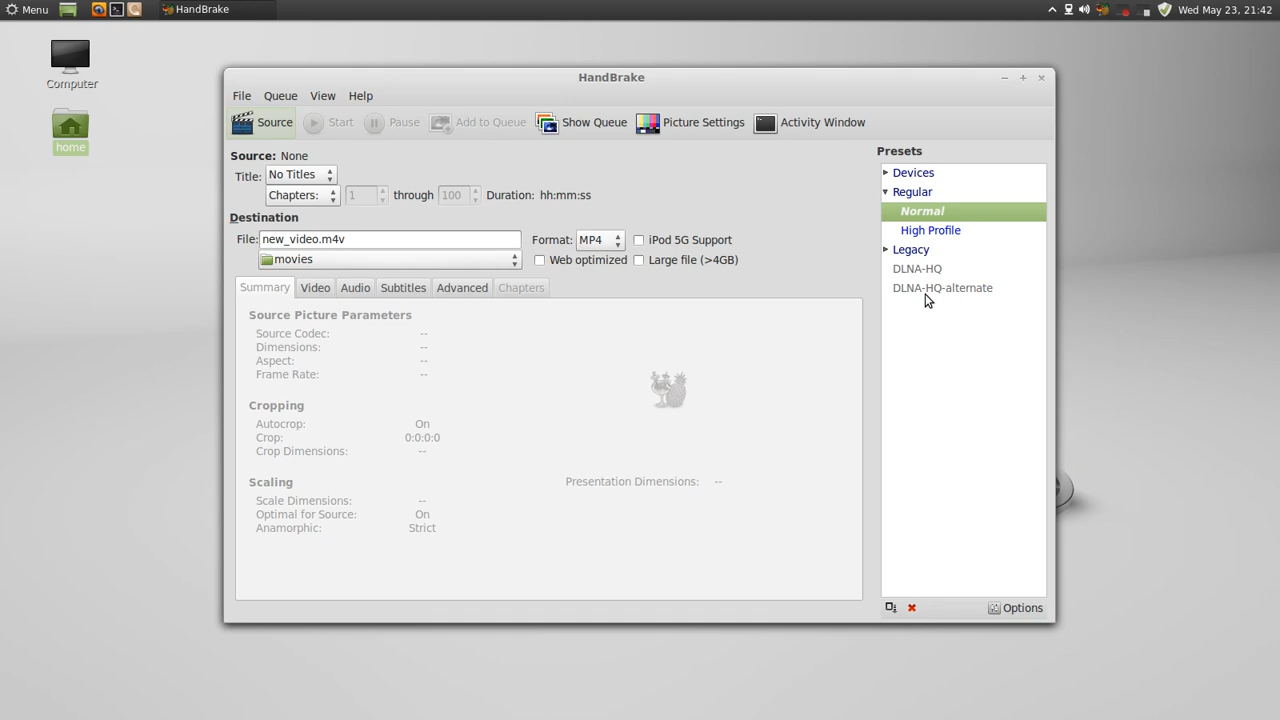 Menu
HandBrake
Wed May 23, 21:42
Computer
home
HandBrake
File Queue View Help
Source Start Pause Add to Queue Show Queue Picture Settings Activity Window
Source: None
Title: No Titles
Chapters: 1 through 100 Duration: hh:mm:ss
Destination
File: new_video.m4v Format: MP4 iPod 5G Support
movies Web optimized Large file (>4GB)
Summary Video Audio Subtitles Advanced Chapters
Source Picture Parameters
Source Codec: --
Dimensions: --
Aspect: --
Frame Rate: --
Cropping
Autocrop: On
Crop: 0:0:0:0
Crop Dimensions: --
Scaling
Presentation Dimensions: --
Scale Dimensions: --
Optimal for Source: On
Anamorphic: Strict
Presets
Devices
Regular
Normal
High Profile
Legacy
DLNA-HQ
DLNA-HQ-alternate
Options